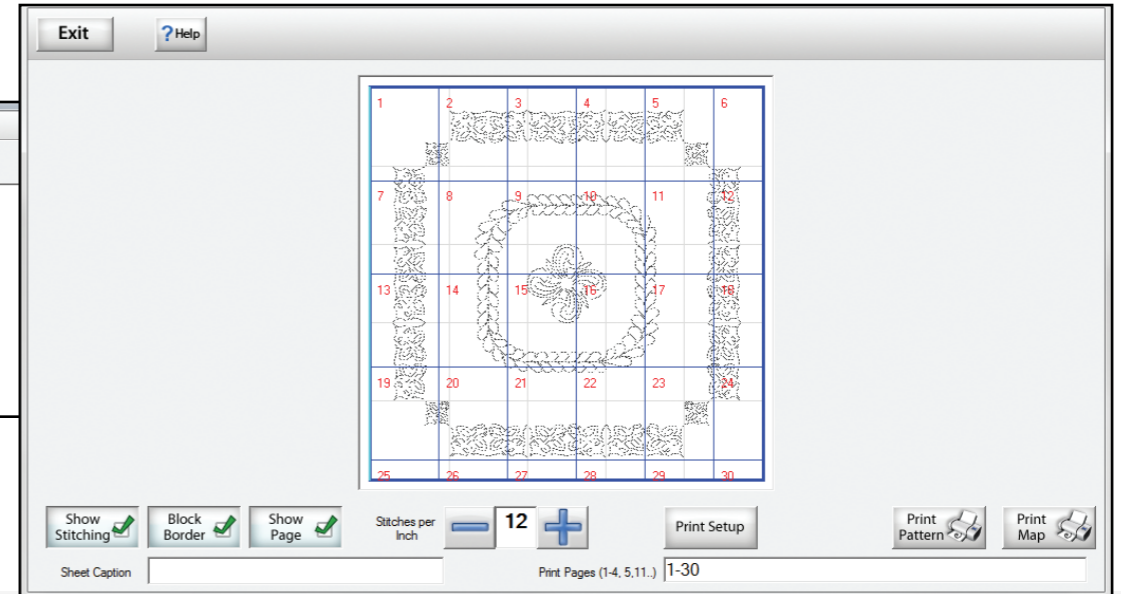 Exit
?Help
1 2 3 4 5 6
7 8 9 10 11 12
13 14 15 16 17 18
19 20 21 22 23 24
25 26 27 28 29 30
Show
Stitching
Block
Border
Show
Page
Stitches per
Inch
12
Print Setup
Print
Pattern
Print
Map
Sheet Caption
Print Pages (1-4, 5,11..) 1-30